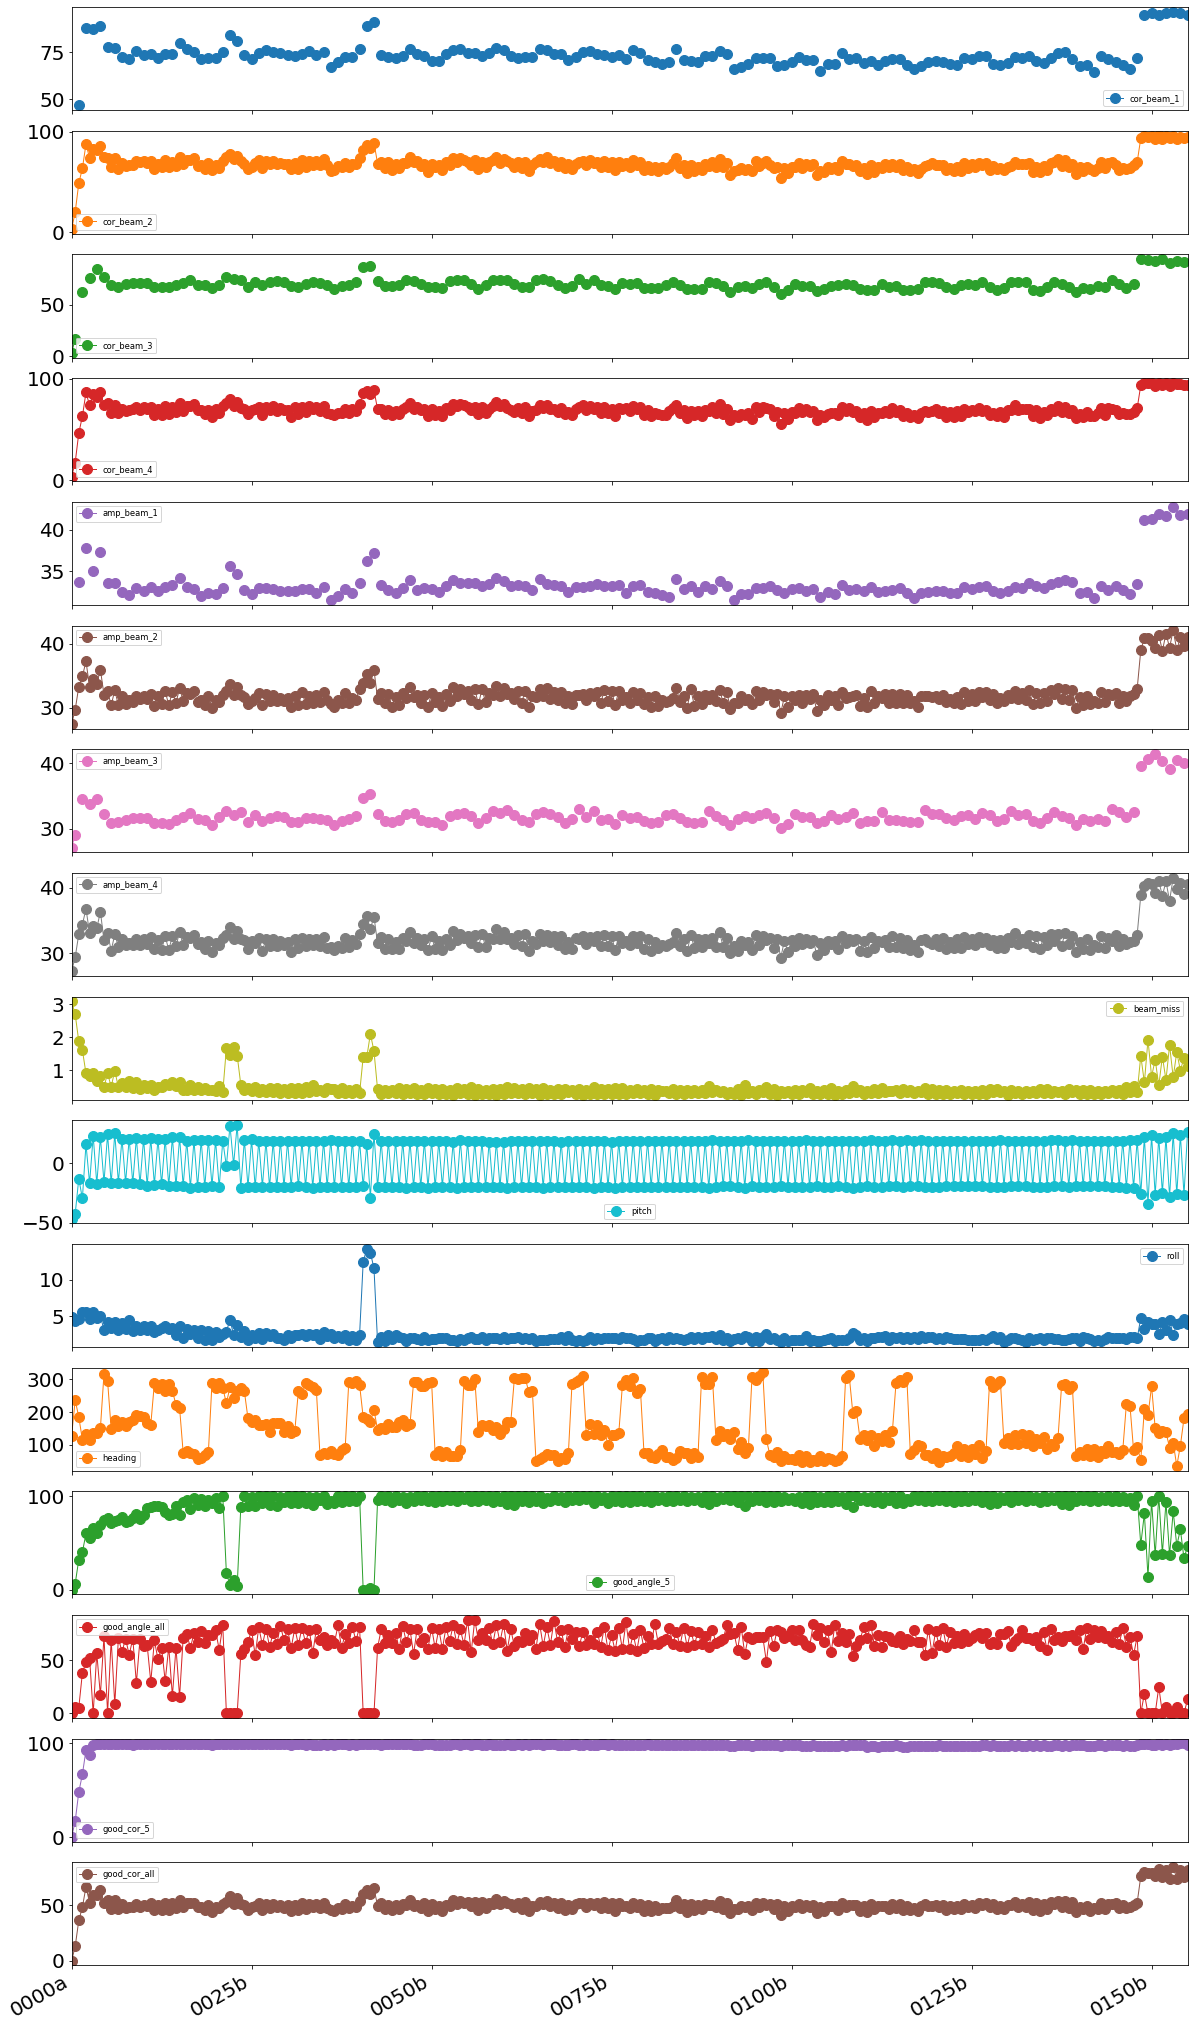 75
50
cor_beam_1
100
0
cor_beam_2
50
0
cor_beam_3
100
0
cor_beam_4
40
35
amp_beam_1
40
30
amp_beam_2
40
30
amp_beam_3
40
30
amp_beam_4
3
2
1
beam_miss
0
−50
pitch
10
5
roll
300
200
100
heading
100
50
0
good_angle_5
50
0
good_angle_all
100
0
good_cor_5
50
0
good_cor_all
0000a 0025b 0050b 0075b 0100b 0125b 0150b